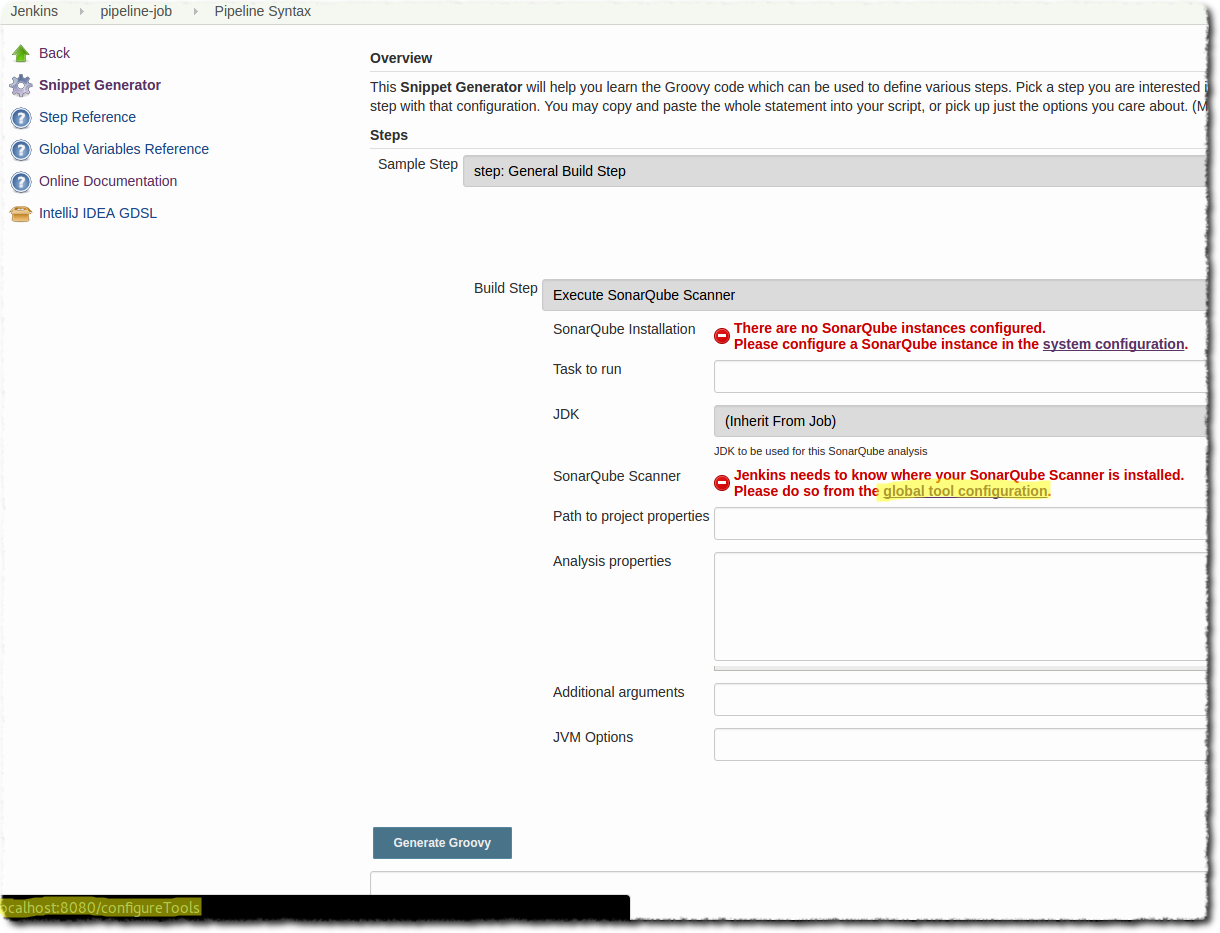 Jenkins pipeline-job Pipeline Syntax
Back
Snippet Generator
Step Reference
Global Variables Reference
Online Documentation
IntelliJ IDEA GDSL
Overview
This Snippet Generator will help you learn the Groovy code which can be used to define various steps. Pick a step you are interested
step with that configuration. You may copy and paste the whole statement into your script, or pick up just the options you care about. (M
Steps
Sample Step step: General Build Step
Build Step Execute SonarQube Scanner
SonarQube Installation There are no SonarQube instances configured.
Please configure a SonarQube instance in the system configuration.
Task to run
JDK (Inherit From Job)
JDK to be used for this SonarQube analysis
SonarQube Scanner Jenkins needs to know where your SonarQube Scanner is installed.
Please do so from the global tool configuration.
Path to project properties
Analysis properties
Additional arguments
JVM Options
Generate Groovy
ocalhost:8080/configureTools